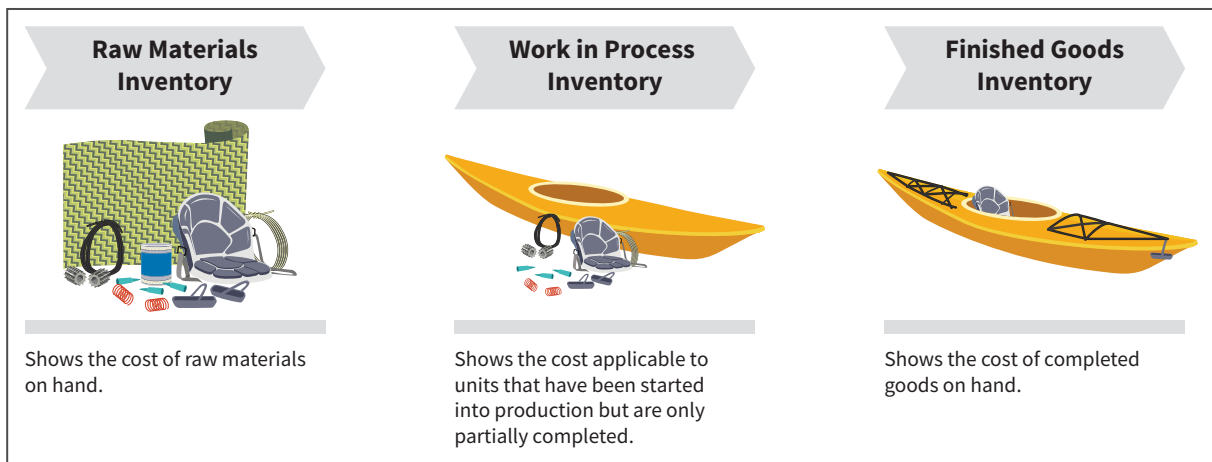 Raw Materials
Inventory
Work in Process
Inventory
Finished Goods
Inventory
Shows the cost of raw materials
on hand.
Shows the cost applicable to
units that have been started
into production but are only
partially completed.
Shows the cost of completed
goods on hand.